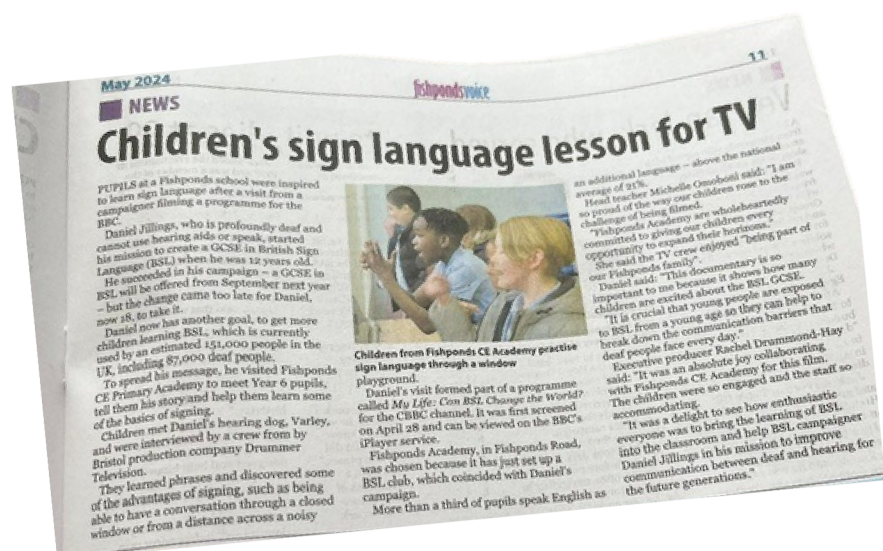 May 2024
fishpondsvoice
11
NEWS
Children's sign language lesson for TV
PUPILS at a Fishponds school were inspired
to learn sign language after a visit from a
campaigner filming a programme for the
BBC.
Daniel Jillings, who is profoundly deaf and
cannot use hearing aids or speak, started
his mission to create a GCSE in British Sign
Language (BSL) when he was 12 years old.
He succeeded in his campaign – a GCSE in
BSL will be offered from September next year
– but the change came too late for Daniel,
now 18, to take it.
Daniel now has another goal, to get more
children learning BSL, which is currently
used by an estimated 151,000 people in the
UK, including 87,000 deaf people.
To spread his message, he visited Fishponds
CE Primary Academy to meet Year 6 pupils,
tell them his story and help them learn some
of the basics of signing.
Children met Daniel's hearing dog, Varley,
and were interviewed by a crew from by
Bristol production company Drummer
Television.
They learned phrases and discovered some
of the advantages of signing, such as being
able to have a conversation through a closed
window or from a distance across a noisy
Children from Fishponds CE Academy practise
sign language through a window
playground.
Daniel's visit formed part of a programme
called My Life: Can BSL Change the World?
for the CBBC channel. It was first screened
on April 28 and can be viewed on the BBC's
iPlayer service.
Fishponds Academy, in Fishponds Road,
was chosen because it has just set up a
BSL club, which coincided with Daniel's
campaign.
More than a third of pupils speak English as
an additional language – above the national
average of 21%.
Head teacher Michelle Omoboni said: "I am
so proud of the way our children rose to the
challenge of being filmed.
"Fishponds Academy are wholeheartedly
committed to giving our children every
opportunity to expand their horizons."
She said the TV crew enjoyed "being part of
our Fishponds family".
Daniel said: "This documentary is so
important to me because it shows how many
children are excited about the BSL GCSE.
"It is crucial that young people are exposed
to BSL from a young age so they can help to
break down the communication barriers that
deaf people face every day."
Executive producer Rachel Drummond-Hay
said: "It was an absolute joy collaborating
with Fishponds CE Academy for this film.
The children were so engaged and the staff so
accommodating.
"It was a delight to see how enthusiastic
everyone was to bring the learning of BSL
into the classroom and help BSL campaigner
Daniel Jillings in his mission to improve
communication between deaf and hearing for
the future generations."